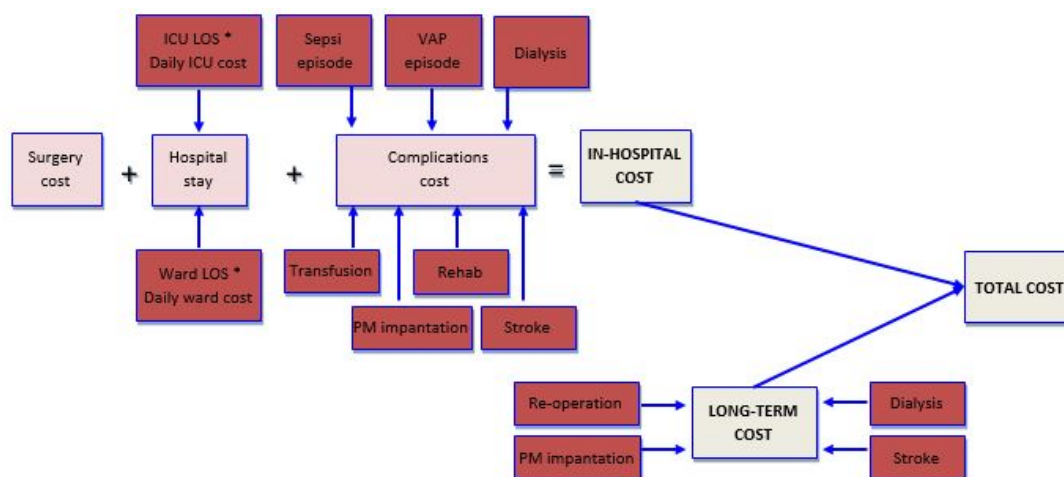 ICU LOS *
Daily ICU cost
Sepsi
episode
VAP
episode
Dialysis
Surgery
cost
+
Hospital
stay
+
Complications
cost
≡
IN-HOSPITAL
COST
Ward LOS *
Daily ward cost
Transfusion
Rehab
PM impantation
Stroke
TOTAL COST
Re-operation
PM impantation
LONG-TERM
COST
Dialysis
Stroke